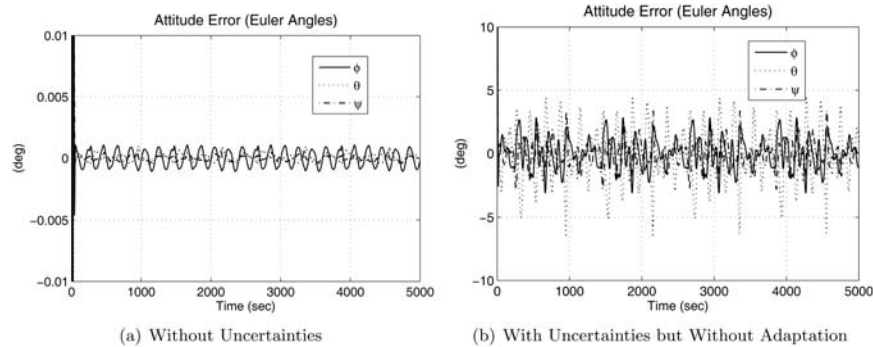 Attitude Error (Euler Angles)
0.01
0.005
0
−0.005
−0.01
(deg)
ϕ
θ
ψ
0
1000
2000
3000
4000
5000
Time (sec)
(a) Without Uncertainties
Attitude Error (Euler Angles)
10
5
0
−5
−10
(deg)
ϕ
θ
ψ
0
1000
2000
3000
4000
5000
Time (sec)
(b) With Uncertainties but Without Adaptation